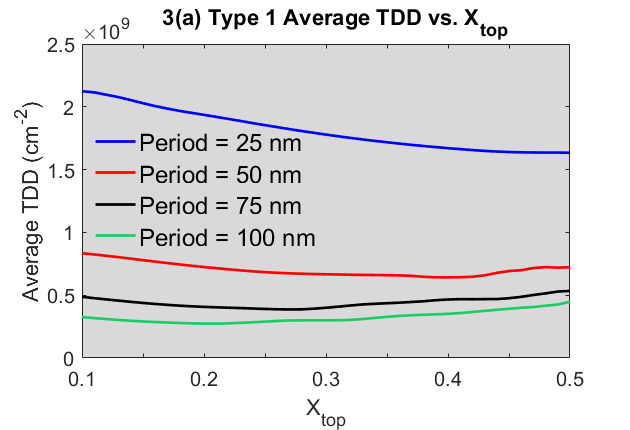 3(a) Type 1 Average TDD vs. X_top
×10^9
2.5
2
1.5
1
0.5
0
Average TDD (cm^-2)
Period = 25 nm
Period = 50 nm
Period = 75 nm
Period = 100 nm
0.1 0.2 0.3 0.4 0.5
X_top